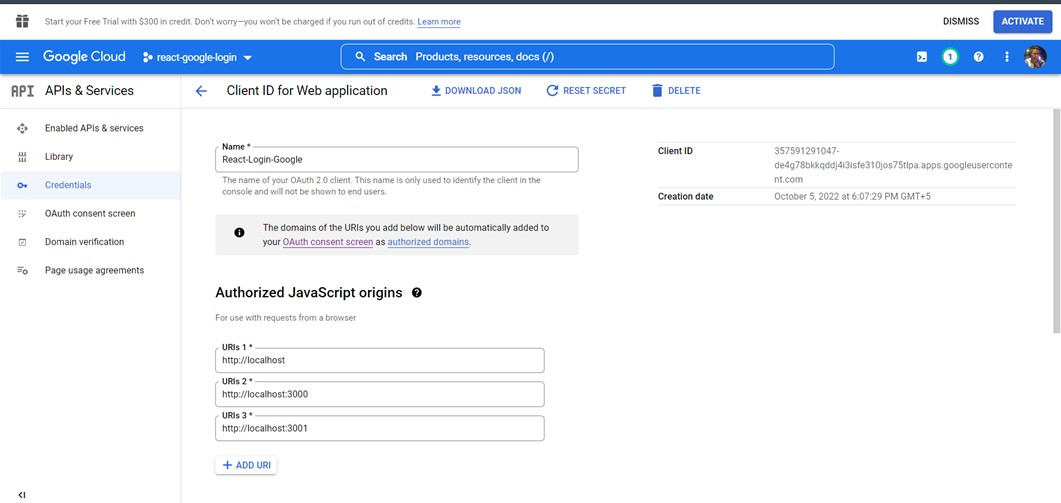 Start your Free Trial with $300 in credit. Don't worry—you won't be charged if you run out of credits. Learn more
DISMISS
ACTIVATE
Google Cloud
react-google-login
Search Products, resources, docs (/)
1
API APIs & Services
Client ID for Web application
DOWNLOAD JSON
RESET SECRET
DELETE
Enabled APIs & services
Library
Credentials
OAuth consent screen
Domain verification
Page usage agreements
Name *
React-Login-Google
The name of your OAuth 2.0 client. This name is only used to identify the client in the
console and will not be shown to end users.
The domains of the URIs you add below will be automatically added to
your OAuth consent screen as authorized domains.
Authorized JavaScript origins
For use with requests from a browser
URIs 1 *
http://localhost
URIs 2 *
http://localhost:3000
URIs 3 *
http://localhost:3001
ADD URI
Client ID
357591291047-
de4g78bkkqddj4i3isfe310jos75tlpa.apps.googleuserconte
nt.com
Creation date
October 5, 2022 at 6:07:29 PM GMT+5